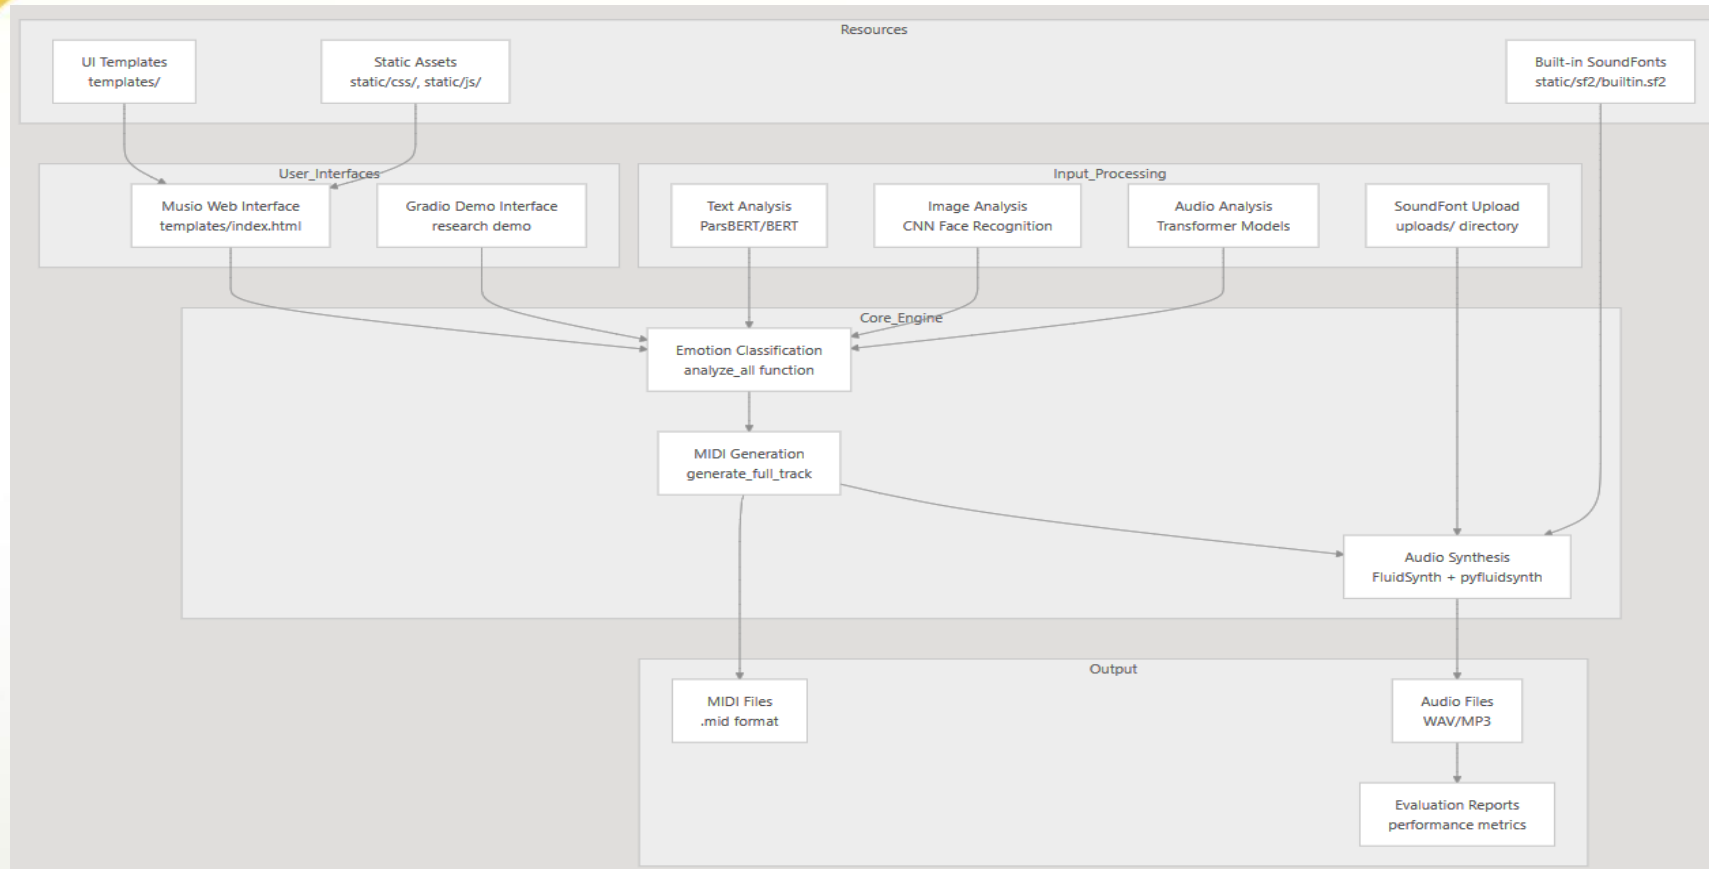 Resources
UI Templates
templates/
Static Assets
static/css/, static/js/
Built-in SoundFonts
static/sf2/builtin.sf2
User_Interfaces
Musio Web Interface
templates/index.html
Gradio Demo Interface
research demo
Input_Processing
Text Analysis
ParsBERT/BERT
Image Analysis
CNN Face Recognition
Audio Analysis
Transformer Models
SoundFont Upload
uploads/ directory
Core_Engine
Emotion Classification
analyze_all function
MIDI Generation
generate_full_track
Audio Synthesis
FluidSynth + pyfluidsynth
Output
MIDI Files
.mid format
Audio Files
WAV/MP3
Evaluation Reports
performance metrics